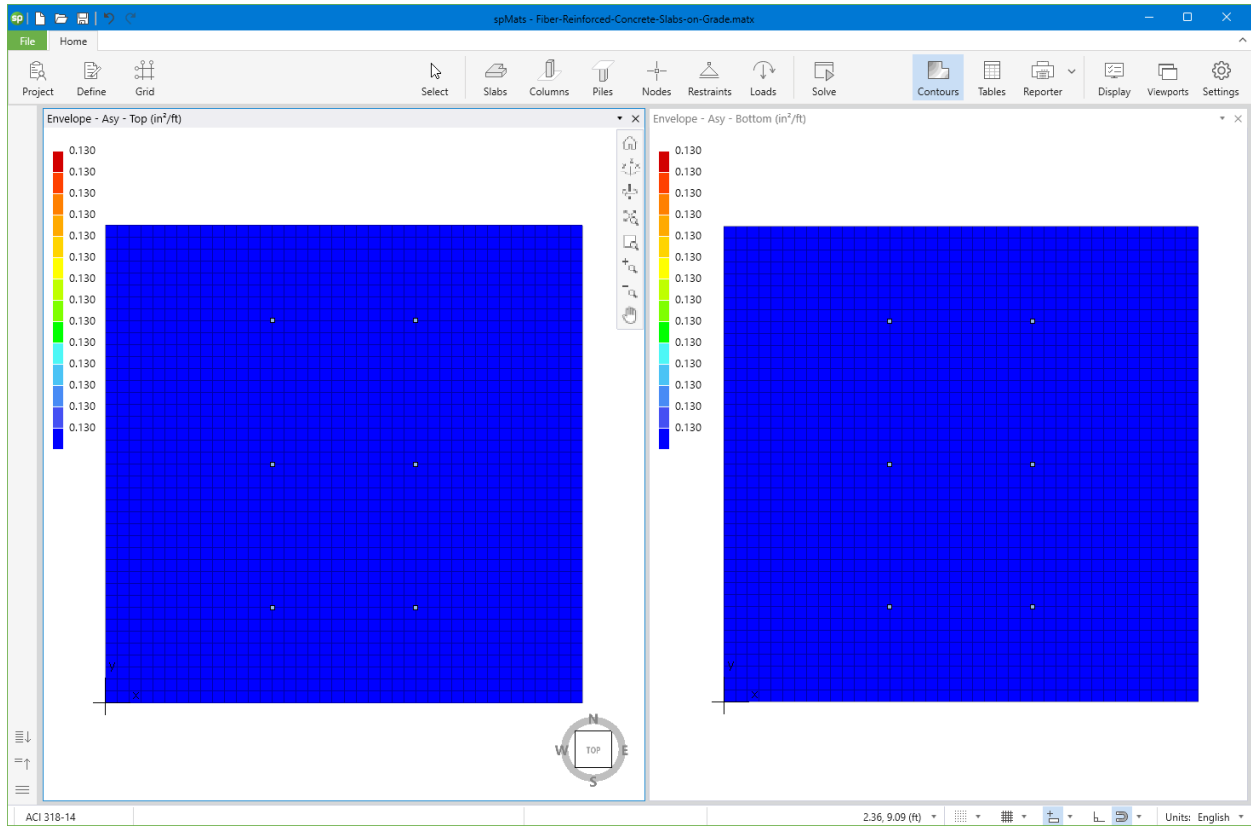 sp
spMats - Fiber-Reinforced-Concrete-Slabs-on-Grade.matx
File Home
Project Define Grid Select Slabs Columns Piles Nodes Restraints Loads Solve Contours Tables Reporter Display Viewports Settings
Envelope - Asy - Top (in²/ft)
0.130
0.130
0.130
0.130
0.130
0.130
0.130
0.130
0.130
0.130
0.130
0.130
0.130
0.130
y
x
N
W TOP E
S
Envelope - Asy - Bottom (in²/ft)
0.130
0.130
0.130
0.130
0.130
0.130
0.130
0.130
0.130
0.130
0.130
0.130
0.130
0.130
y
x
ACI 318-14 2.36, 9.09 (ft) Units: English